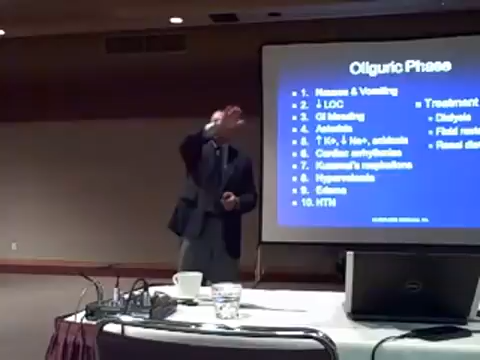 Oliguric Phase
1. Nausea & Vomiting
2. ↓ LOC
3. GI bleeding
4. Asterixis
5. ↑ K+, ↓ Na+, acidosis
6. Cardiac arrhythmias
7. Kussmaul's respirations
8. Hypervolemia
9. Edema
10. HTN
Treatment
Dialysis
Fluid
Renal